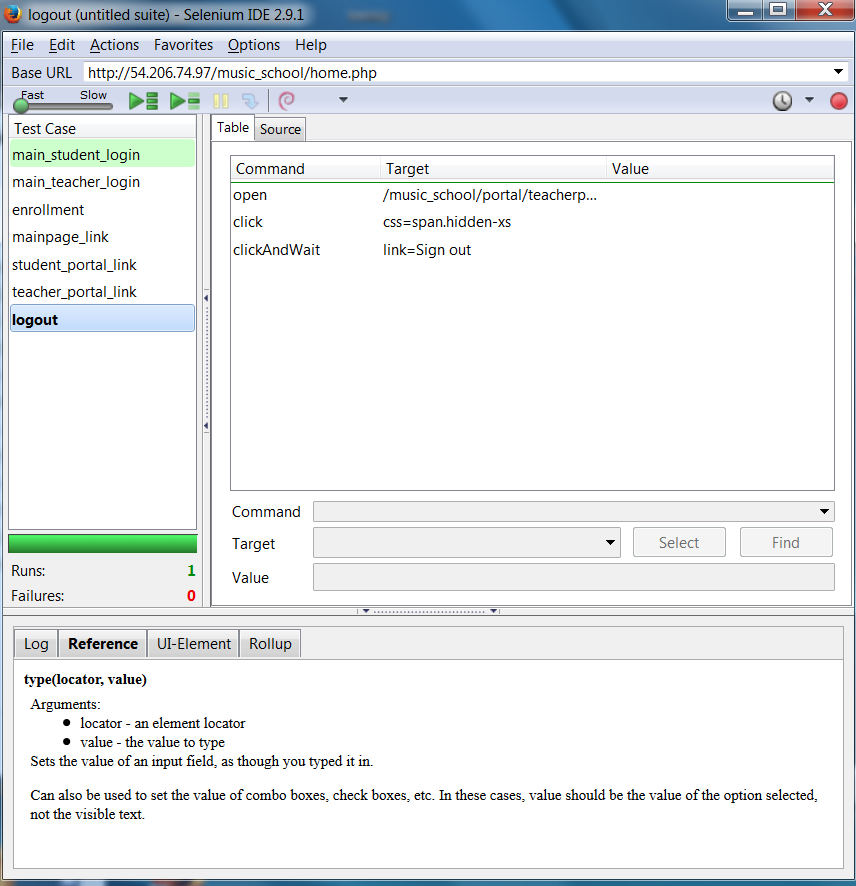 logout (untitled suite) - Selenium IDE 2.9.1
File Edit Actions Favorites Options Help
Base URL http://54.206.74.97/music_school/home.php
Fast Slow
Test Case
main_student_login
main_teacher_login
enrollment
mainpage_link
student_portal_link
teacher_portal_link
logout
Runs: 1
Failures: 0
Table Source
Command Target Value
open /music_school/portal/teacherp...
click css=span.hidden-xs
clickAndWait link=Sign out
Command
Target Select Find
Value
Log Reference UI-Element Rollup
type(locator, value)
Arguments:
● locator - an element locator
● value - the value to type
Sets the value of an input field, as though you typed it in.
Can also be used to set the value of combo boxes, check boxes, etc. In these cases, value should be the value of the option selected,
not the visible text.